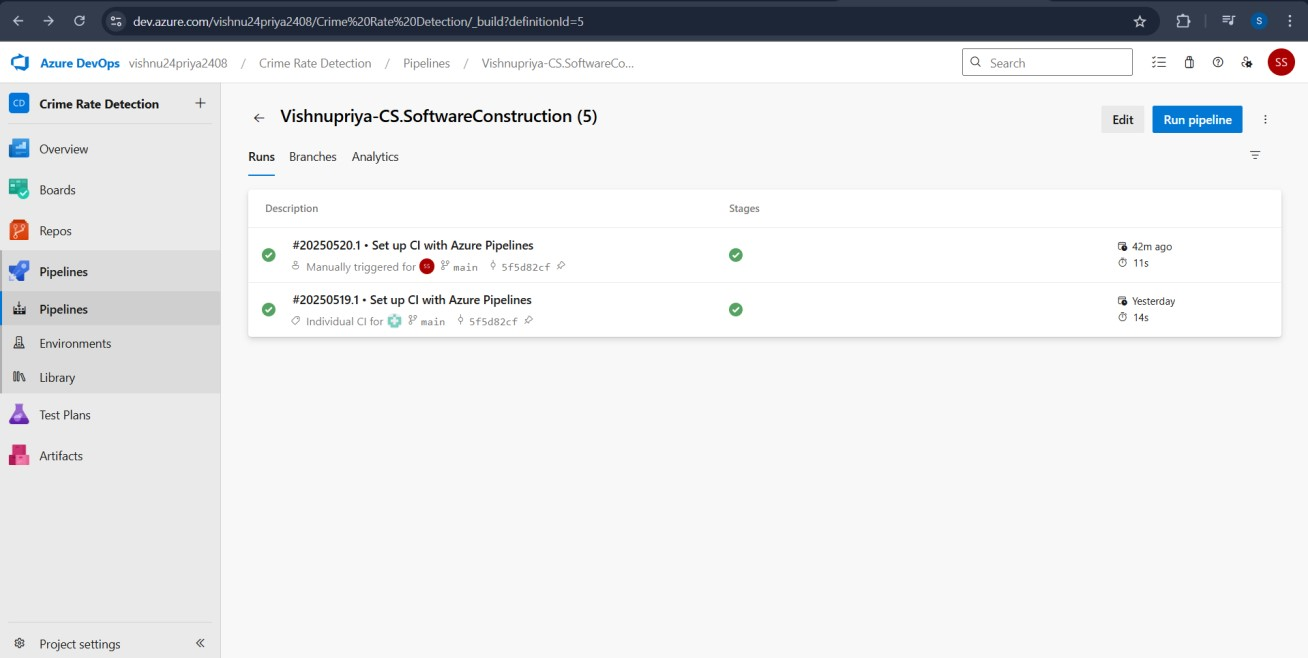 dev.azure.com/vishnu24priya2408/Crime%20Rate%20Detection/_build?definitionId=5
S
Azure DevOps vishnu24priya2408 / Crime Rate Detection / Pipelines / Vishnupriya-CS.SoftwareCo...
Search
SS
CD Crime Rate Detection
Overview
Boards
Repos
Pipelines
Pipelines
Environments
Library
Test Plans
Artifacts
Project settings
Vishnupriya-CS.SoftwareConstruction (5)
Edit
Run pipeline
Runs Branches Analytics
Description Stages
#20250520.1 • Set up CI with Azure Pipelines
42m ago
Manually triggered for SS main 5f5d82cf
11s
#20250519.1 • Set up CI with Azure Pipelines
Yesterday
Individual CI for main 5f5d82cf
14s